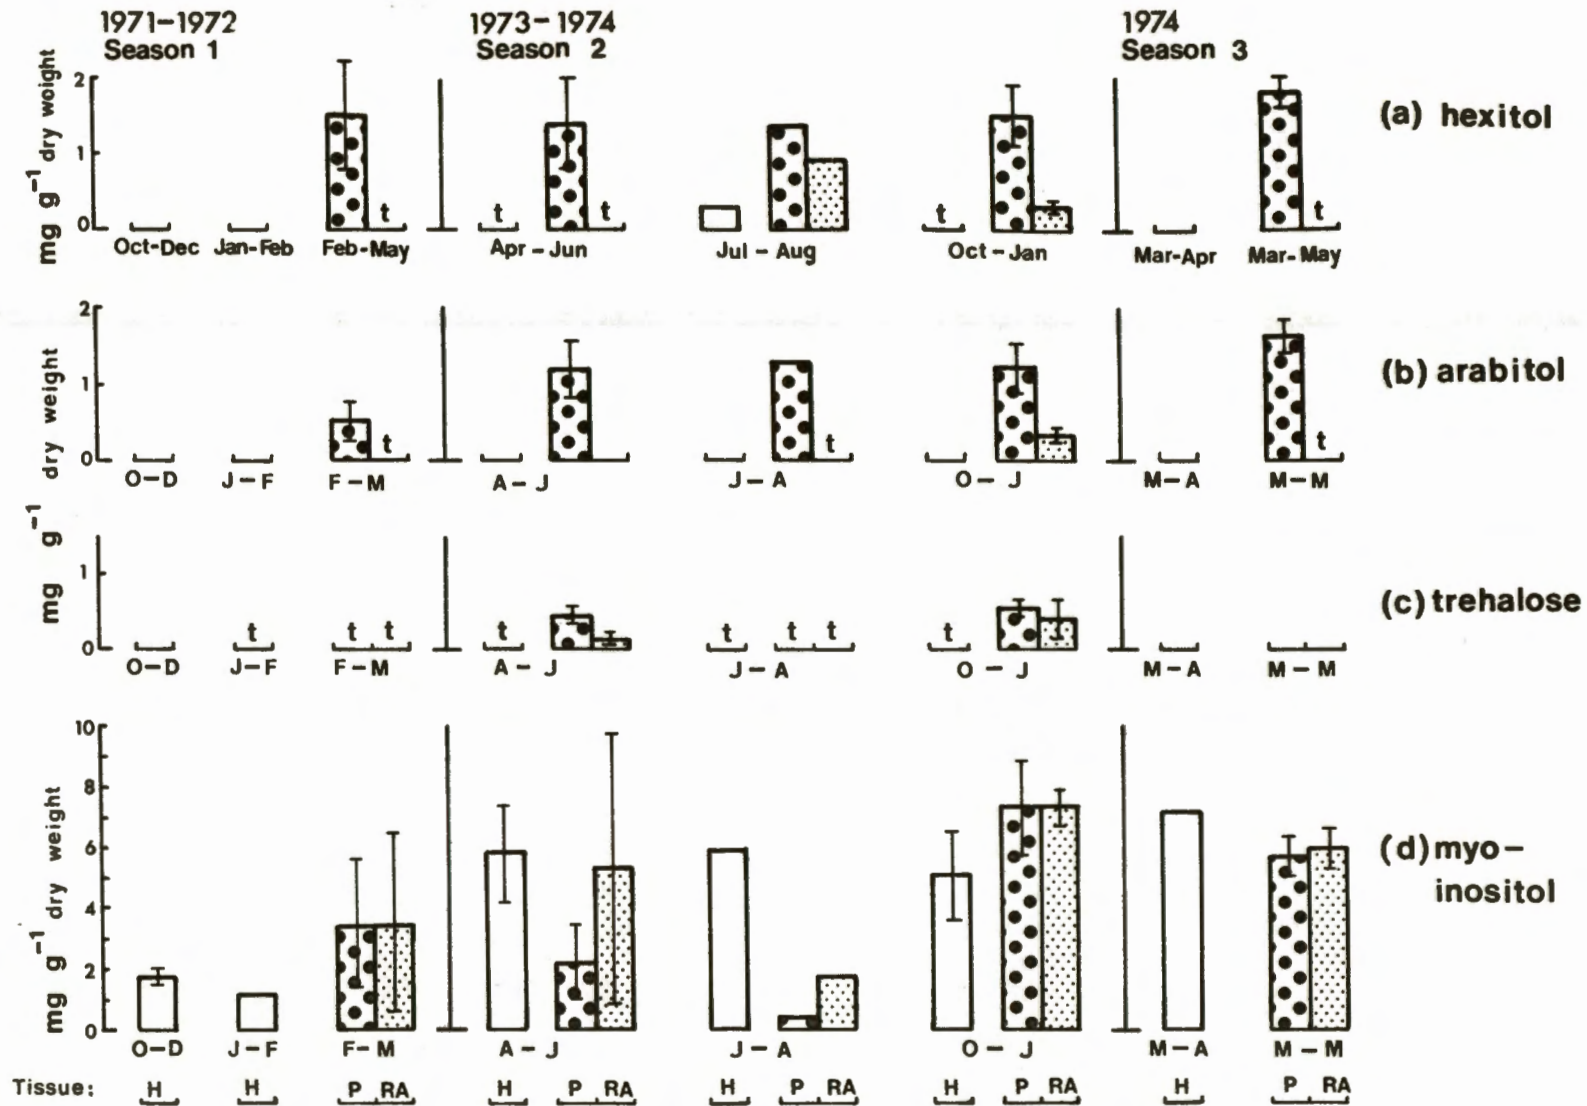 1971-1972
Season 1
1973-1974
Season 2
1974
Season 3
mg g⁻¹ dry woight
2
1
0
t
t
t
t
t
Oct-Dec Jan-Feb Feb-May Apr-Jun Jul-Aug Oct-Jan Mar-Apr Mar-May
(a) hexitol
mg g⁻¹ dry weight
2
1
0
t
t
t
O-D J-F F-M A-J J-A O-J M-A M-M
(b) arabitol
1
0
t
t
t
t
t
t
t
t
O-D J-F F-M A-J J-A O-J M-A M-M
(c) trehalose
mg g⁻¹ dry weight
10
8
6
4
2
0
O-D J-F F-M A-J J-A O-J M-A M-M
(d) myo-
inositol
Tissue: H H P RA H P RA H P RA H P RA H P RA